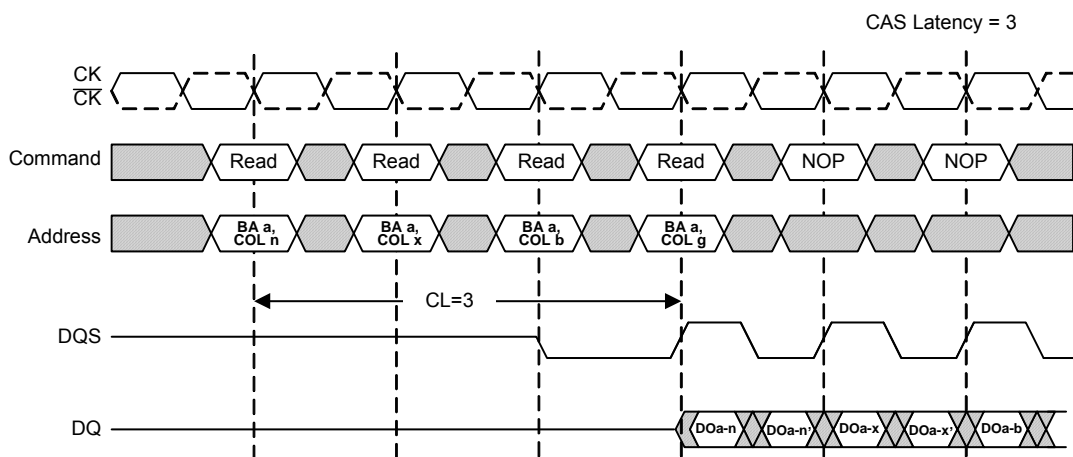 CAS Latency = 3
CK
CK
Command Read Read Read Read NOP NOP
Address BA a, COL n BA a, COL x BA a, COL b BA a, COL g
CL=3
DQS
DQ DOa-n DOa-n' DOa-x DOa-x' DOa-b